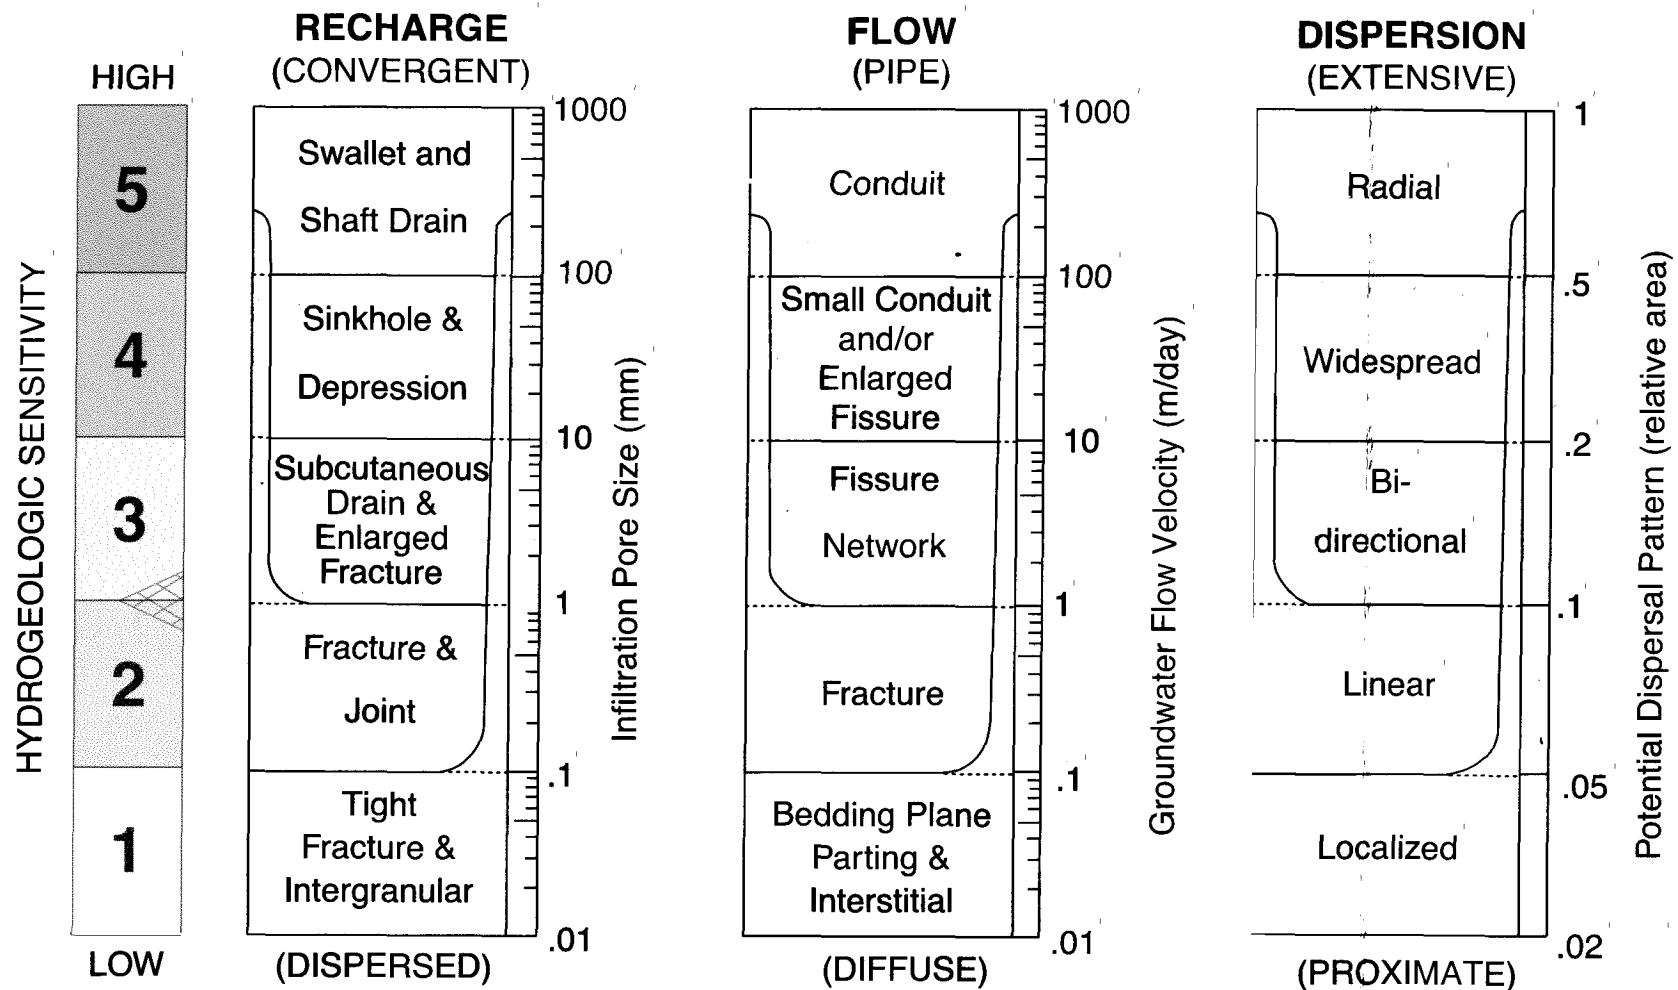 HYDROGEOLOGIC SENSITIVITY
HIGH
5
4
3
2
1
LOW
RECHARGE
(CONVERGENT)
Swallet and
Shaft Drain
Sinkhole &
Depression
Subcutaneous
Drain &
Enlarged
Fracture
Fracture &
Joint
Tight
Fracture &
Intergranular
(DISPERSED)
1000
100
10
1
.1
.01
Infiltration Pore Size (mm)
FLOW
(PIPE)
Conduit
Small Conduit
and/or
Enlarged
Fissure
Fissure
Network
Fracture
Bedding Plane
Parting &
Interstitial
(DIFFUSE)
1000
100
10
1
.1
.01
Groundwater Flow Velocity (m/day)
DISPERSION
(EXTENSIVE)
Radial
Widespread
Bi-
directional
Linear
Localized
(PROXIMATE)
1
.5
.2
.1
.05
.02
Potential Dispersal Pattern (relative area)